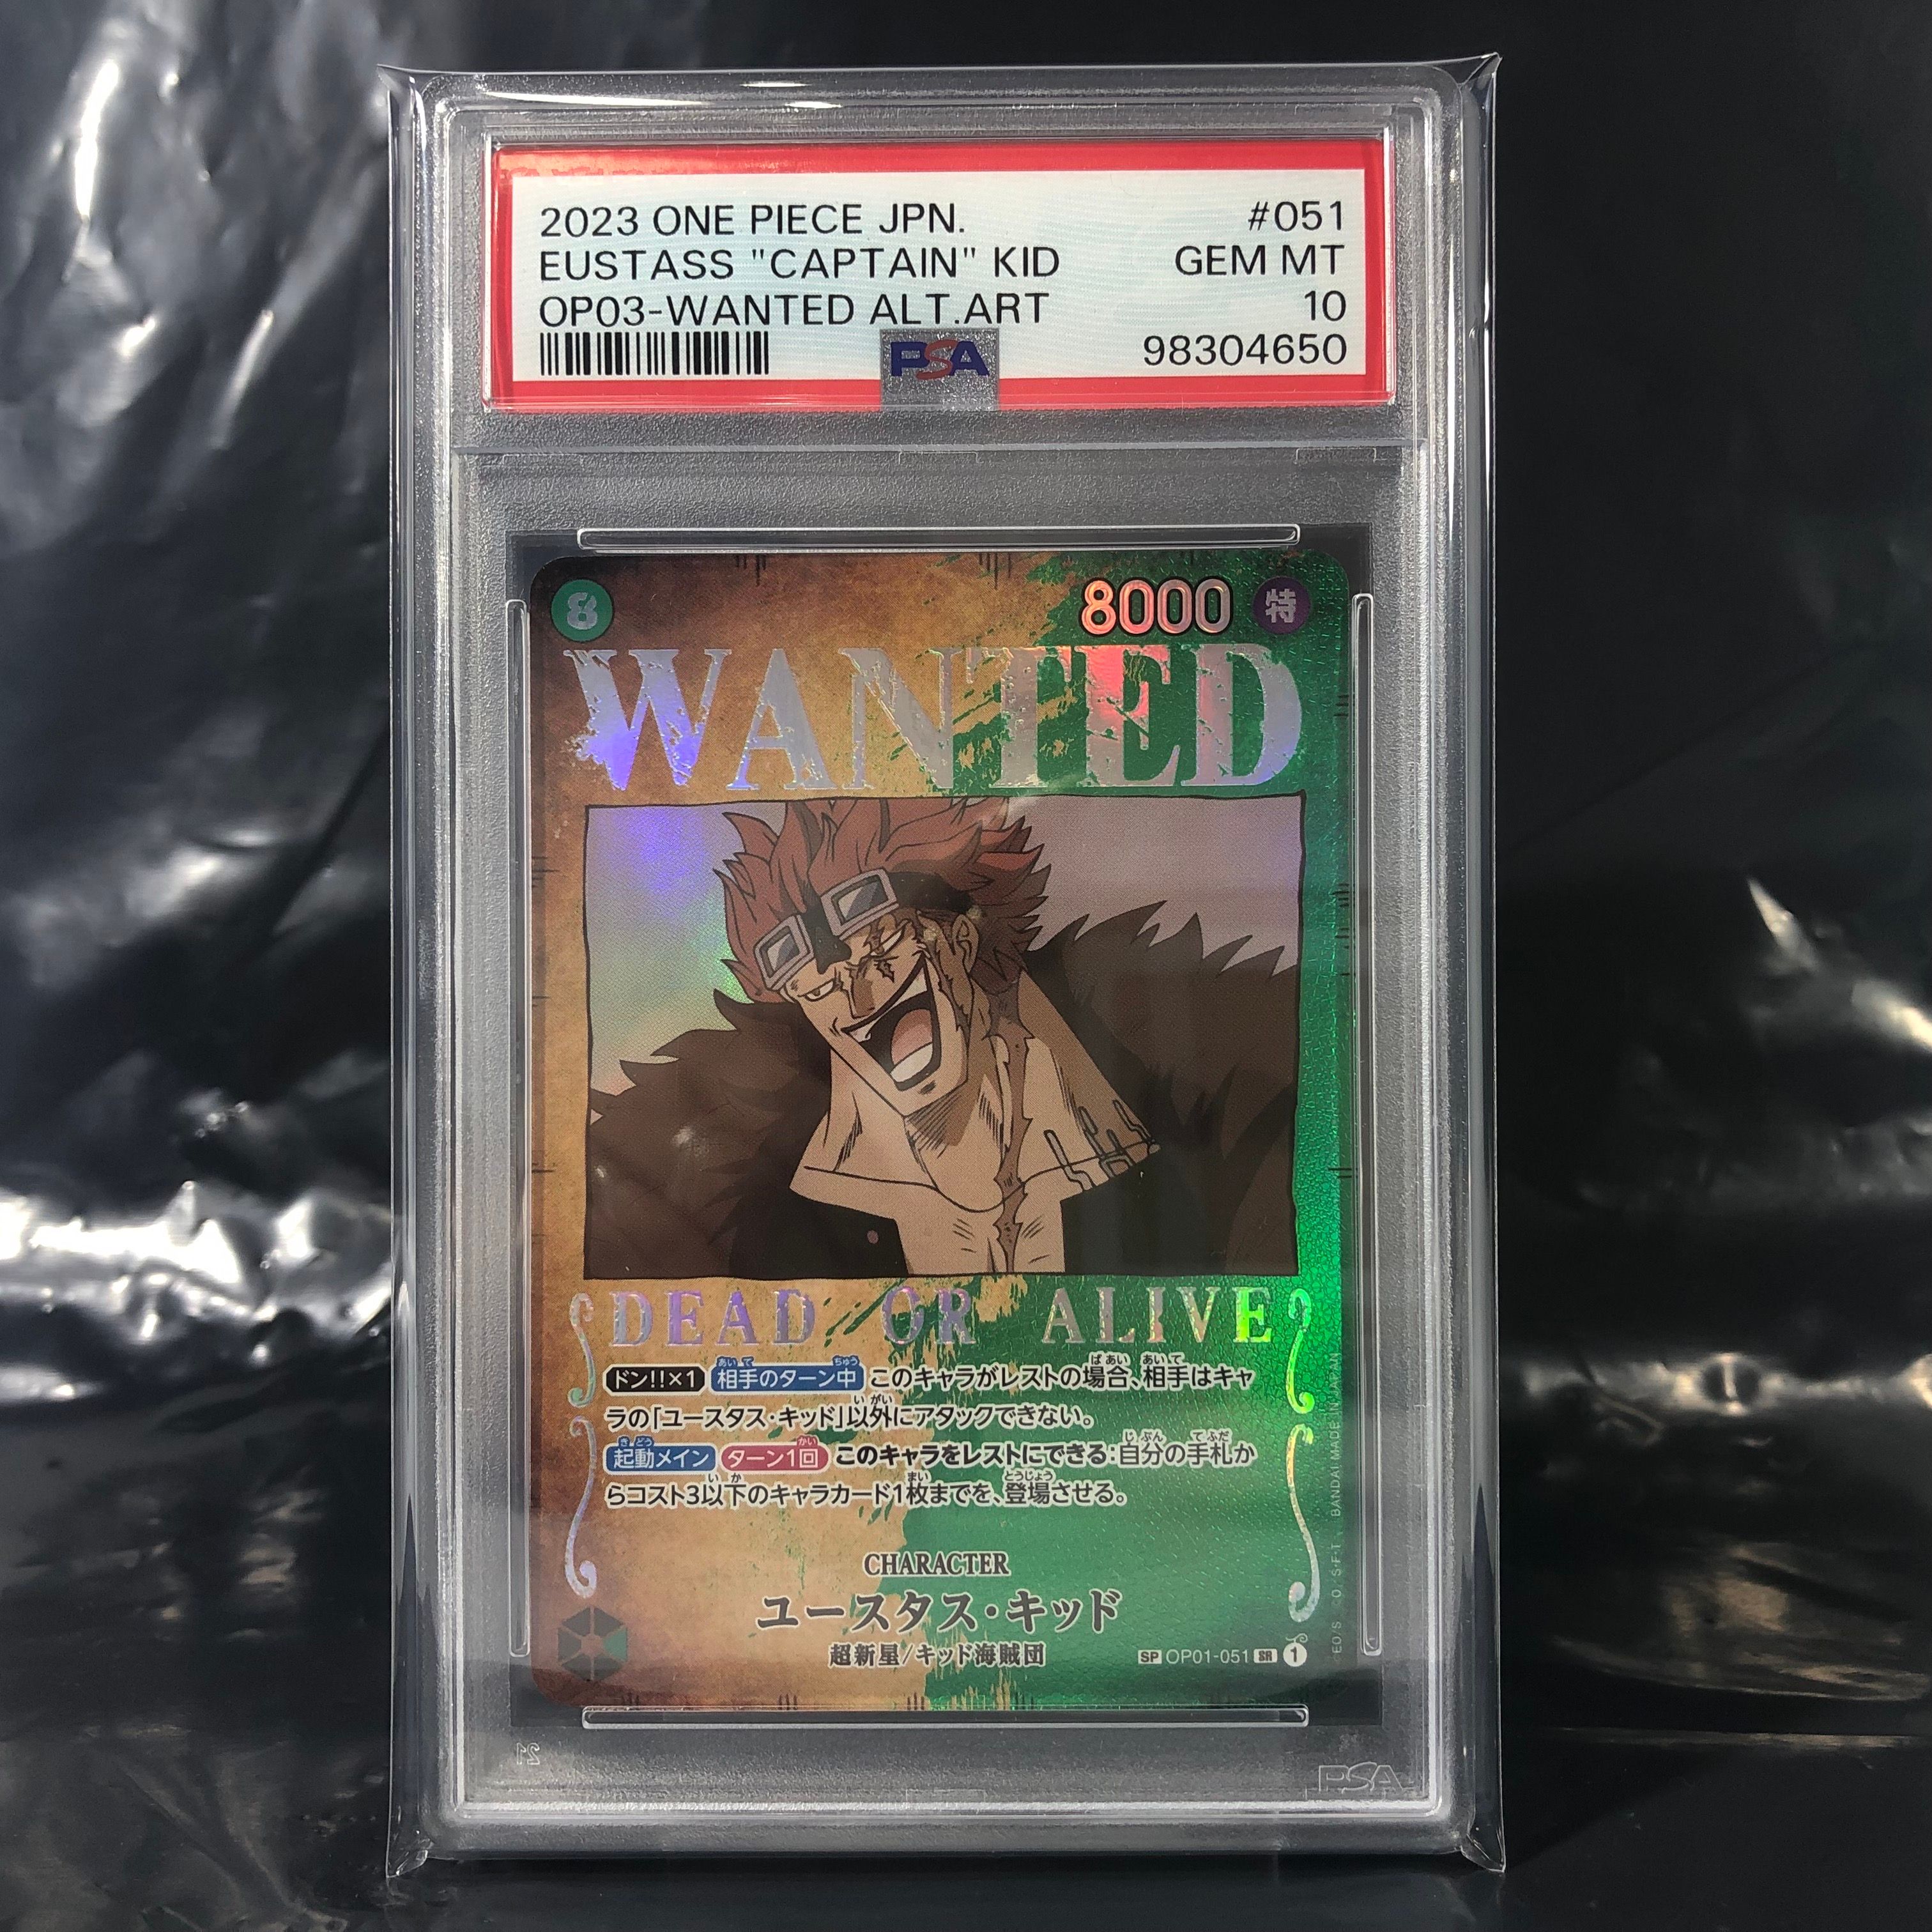 2023 ONE PIECE JPN. #051
EUSTASS "CAPTAIN" KID GEM MT
OP03-WANTED ALT.ART 10
PSA 98304650
8 8000 特
WANTED
DEAD OR ALIVE
ドン!!×1 相手のターン中 このキャラがレストの場合、相手はキャ
ラの「ユースタス・キッド」以外にアタックできない。
起動メイン ターン1回 このキャラをレストにできる:自分の手札か
らコスト3以下のキャラカード1枚までを、登場させる。
CHARACTER
ユースタス・キッド
超新星/キッド海賊団
SP OP01-051 SR 1
BANDAI MADE IN JAPAN
21
PSA